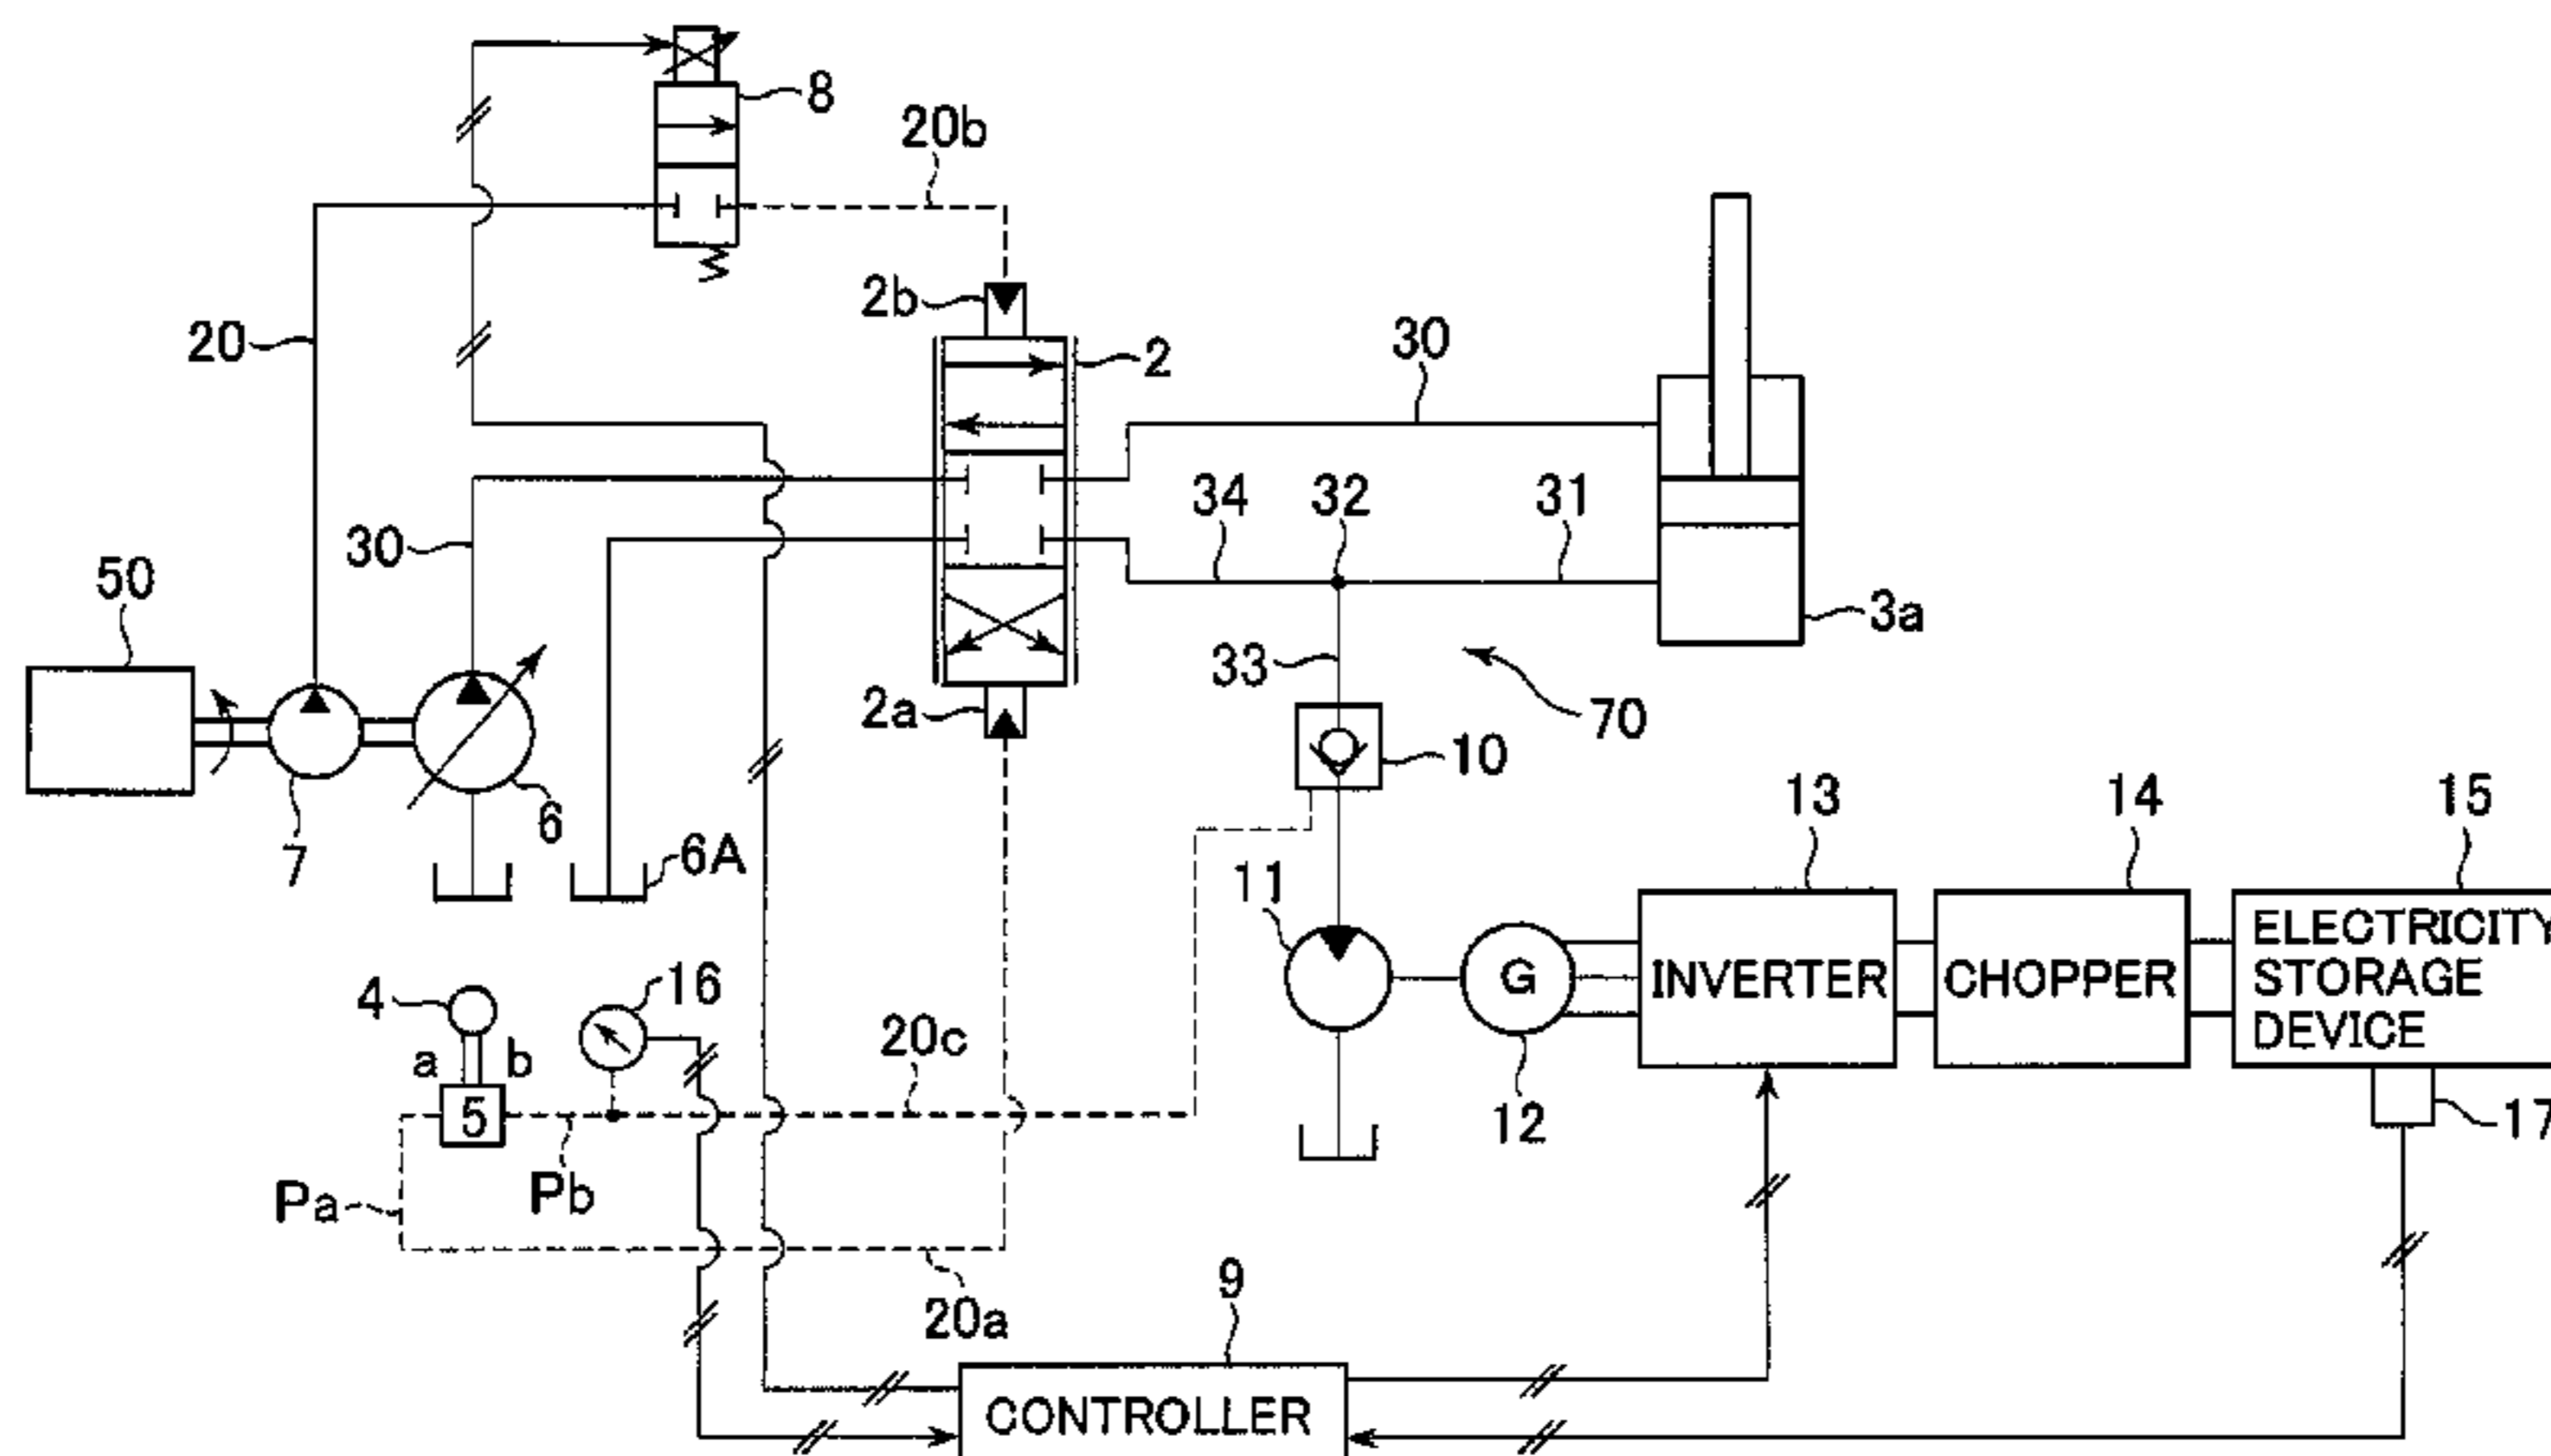 8
20b
2b
20
2
30
34
32
31
30
50
3a
33
2a
70
10
6
7
6A
13
14
15
11
4
16
a
b
20c
G
INVERTER
CHOPPER
ELECTRICITY
STORAGE
DEVICE
5
12
17
Pa
Pb
20a
9
CONTROLLER